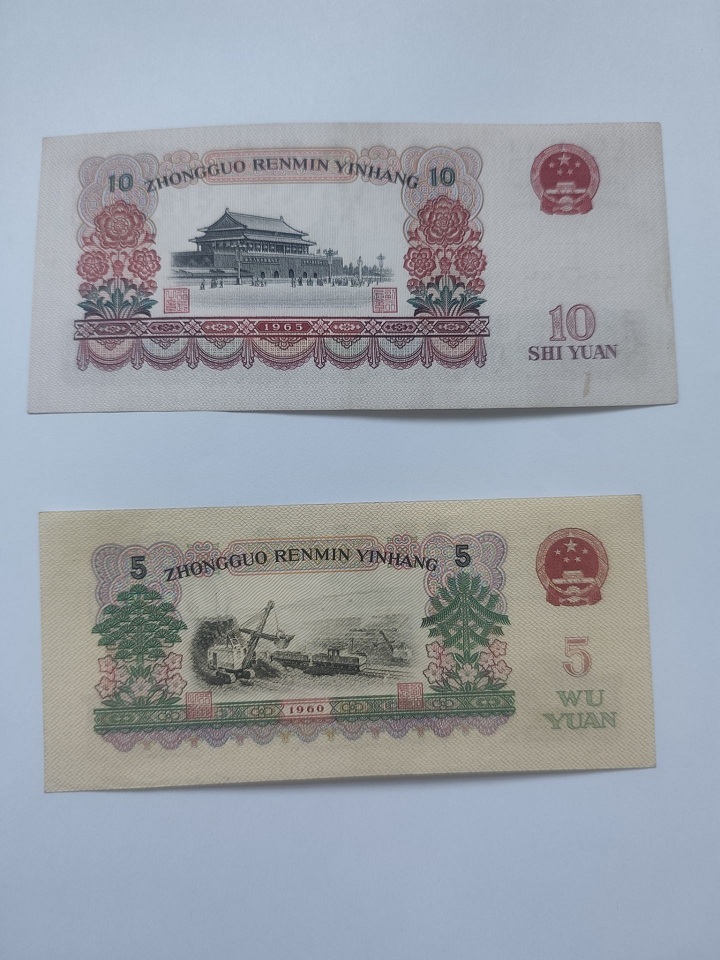 10 ZHONGGUO RENMIN YINHANG 10
1965
10
SHI YUAN
5 ZHONGGUO RENMIN YINHANG 5
1960
5
WU
YUAN